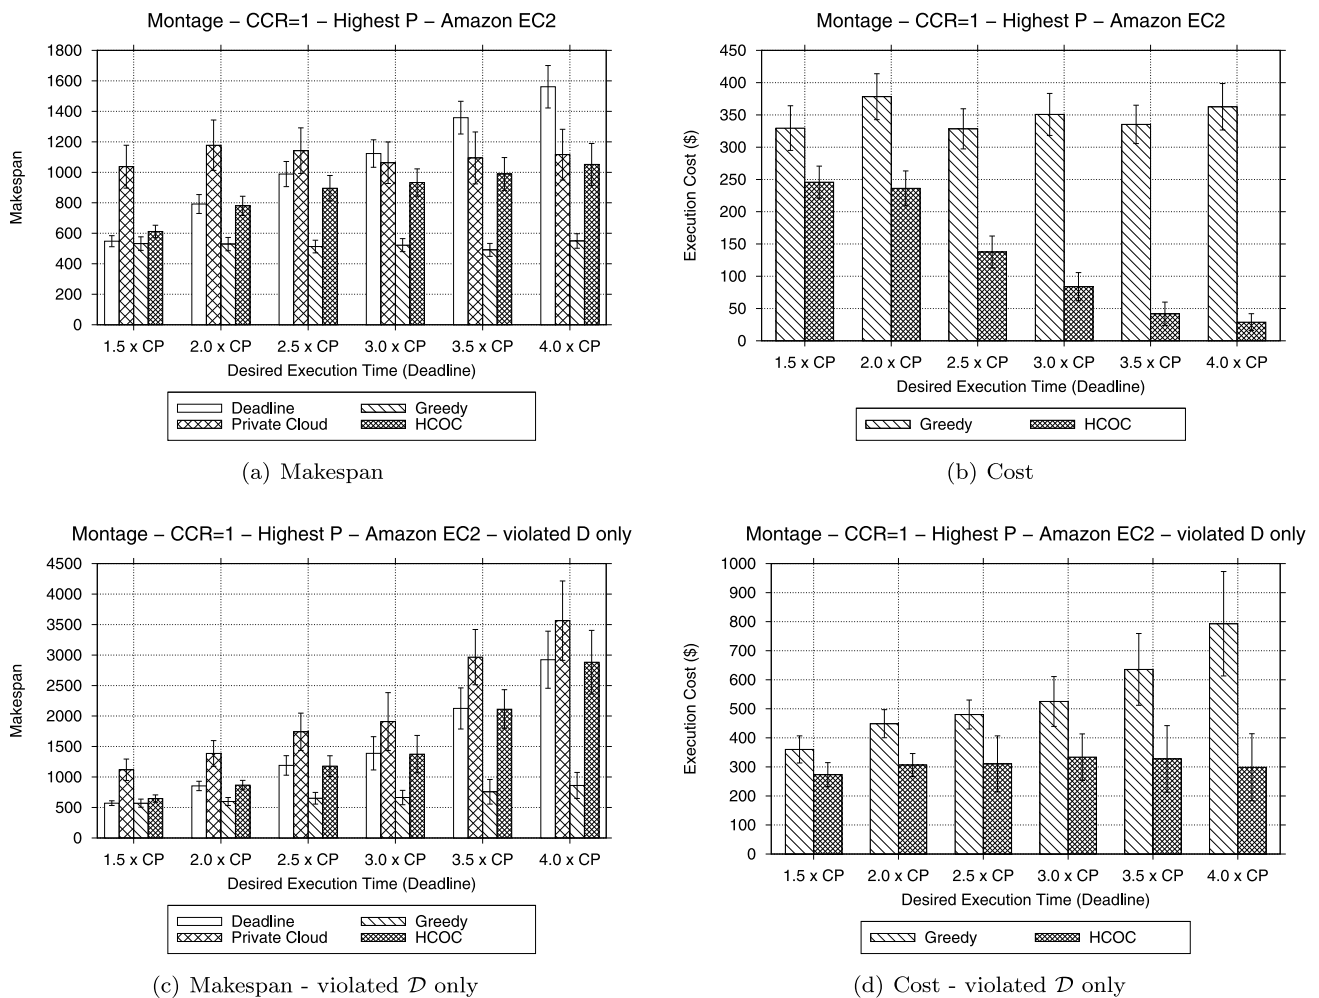 Montage – CCR=1 – Highest P – Amazon EC2
1800
1600
1400
1200
1000
800
600
400
200
0
Makespan
1.5 x CP 2.0 x CP 2.5 x CP 3.0 x CP 3.5 x CP 4.0 x CP
Desired Execution Time (Deadline)
Deadline Greedy
Private Cloud HCOC
(a) Makespan
Montage – CCR=1 – Highest P – Amazon EC2
450
400
350
300
250
200
150
100
50
0
Execution Cost ($)
1.5 x CP 2.0 x CP 2.5 x CP 3.0 x CP 3.5 x CP 4.0 x CP
Desired Execution Time (Deadline)
Greedy HCOC
(b) Cost
Montage – CCR=1 – Highest P – Amazon EC2 – violated D only
4500
4000
3500
3000
2500
2000
1500
1000
500
0
Makespan
1.5 x CP 2.0 x CP 2.5 x CP 3.0 x CP 3.5 x CP 4.0 x CP
Desired Execution Time (Deadline)
Deadline Greedy
Private Cloud HCOC
(c) Makespan - violated 𝒟 only
Montage – CCR=1 – Highest P – Amazon EC2 – violated D only
1000
900
800
700
600
500
400
300
200
100
0
Execution Cost ($)
1.5 x CP 2.0 x CP 2.5 x CP 3.0 x CP 3.5 x CP 4.0 x CP
Desired Execution Time (Deadline)
Greedy HCOC
(d) Cost - violated 𝒟 only